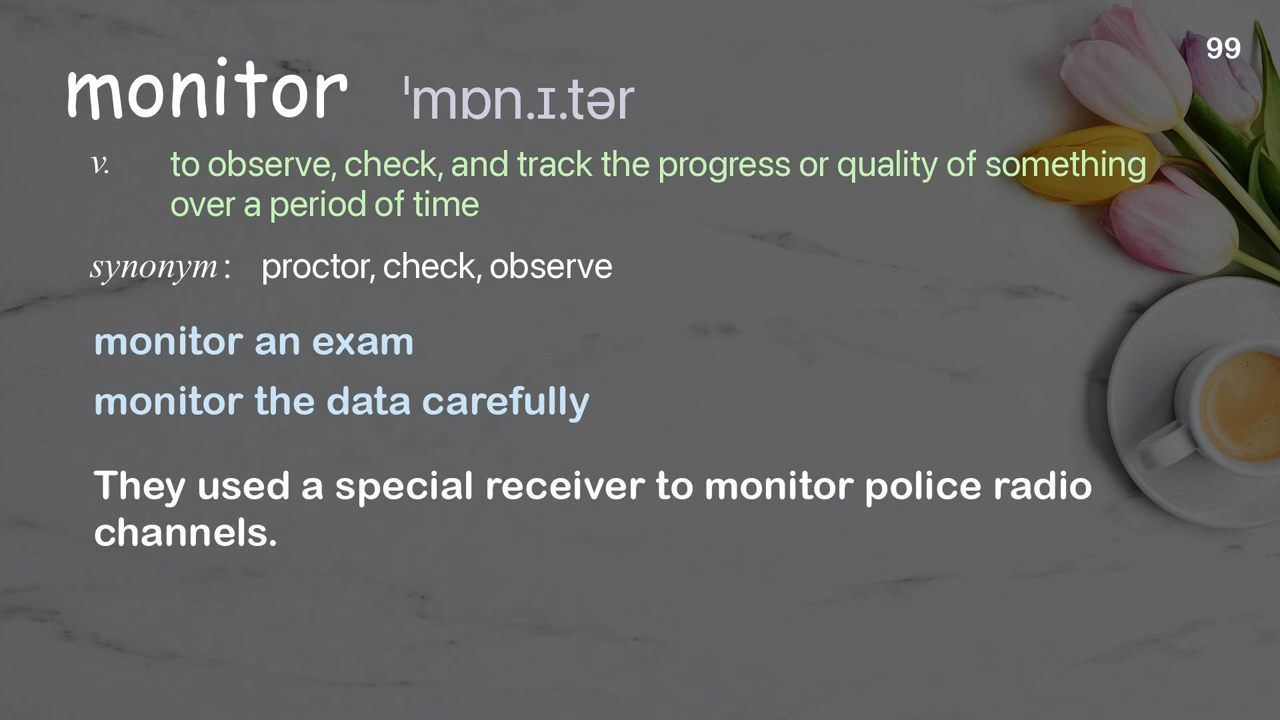 99
monitor ˈmɒn.ɪ.tər
v. to observe, check, and track the progress or quality of something
over a period of time
synonym: proctor, check, observe
monitor an exam
monitor the data carefully
They used a special receiver to monitor police radio
channels.